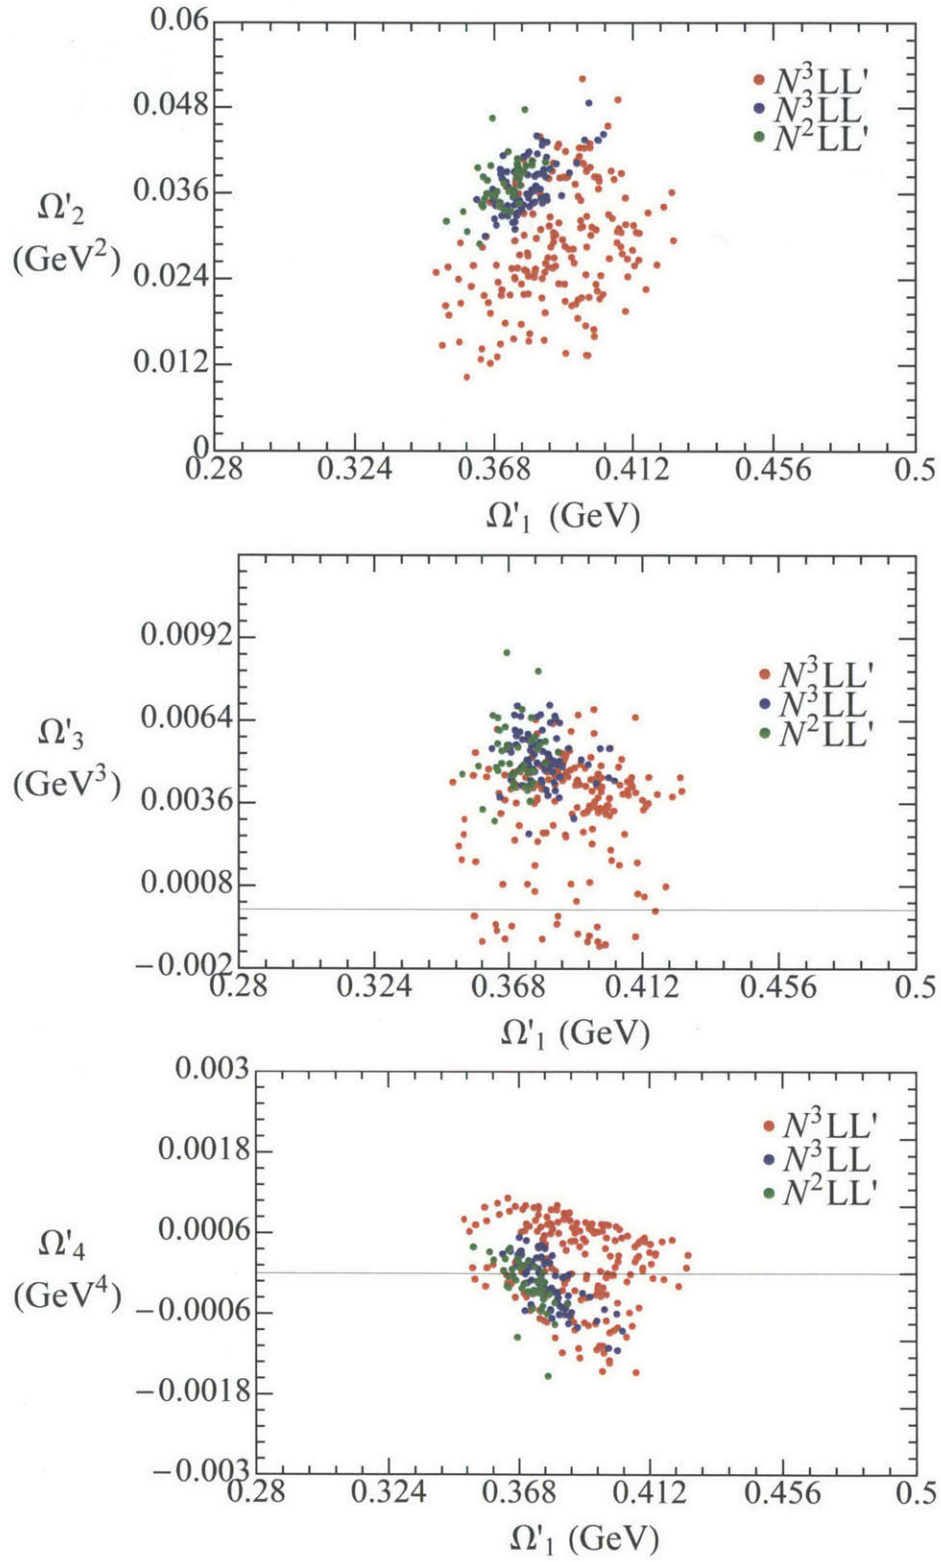 0.06
0.048
0.036
0.024
0.012
0
Ω'₂
(GeV²)
N³LL'
N³LL
N²LL'
0.28 0.324 0.368 0.412 0.456 0.5
Ω'₁ (GeV)
0.0092
0.0064
0.0036
0.0008
−0.002
Ω'₃
(GeV³)
N³LL'
N³LL
N²LL'
0.28 0.324 0.368 0.412 0.456 0.5
Ω'₁ (GeV)
0.003
0.0018
0.0006
−0.0006
−0.0018
−0.003
Ω'₄
(GeV⁴)
N³LL'
N³LL
N²LL'
0.28 0.324 0.368 0.412 0.456 0.5
Ω'₁ (GeV)